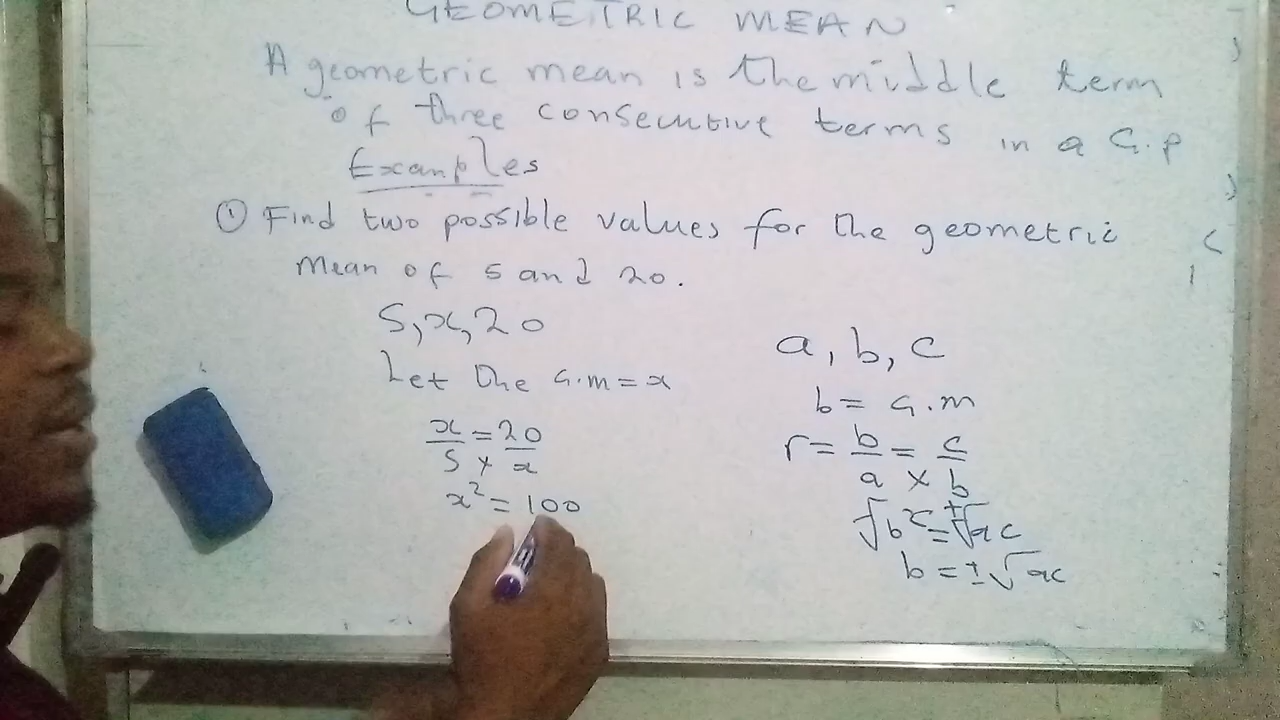 GEOMETRIC MEAN
A geometric mean is the middle term
of three consecutive terms in a G.P
Examples
① Find two possible values for the geometric
mean of 5 and 20.
5, x, 20
Let the G.M = x
x/5 = 20/x
x² = 100
a, b, c
b = G.M
r = b/a = c/b
√b² = ±√ac
b = ±√ac